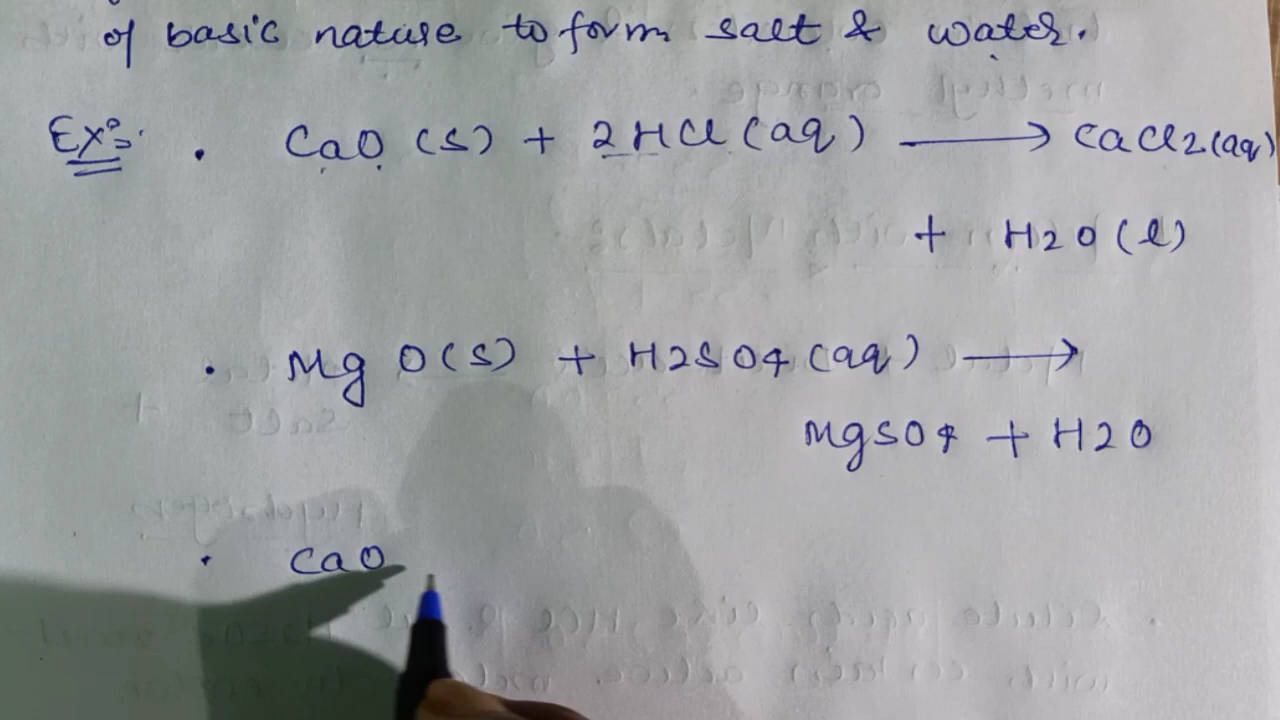 of basic nature to form salt & water.
Exs: . CaO (s) + 2HCl (aq) ⟶ CaCl2(aq)
+ H2O(l)
. MgO(s) + H2SO4 (aq) ⟶
MgSO4 + H2O
. CaO